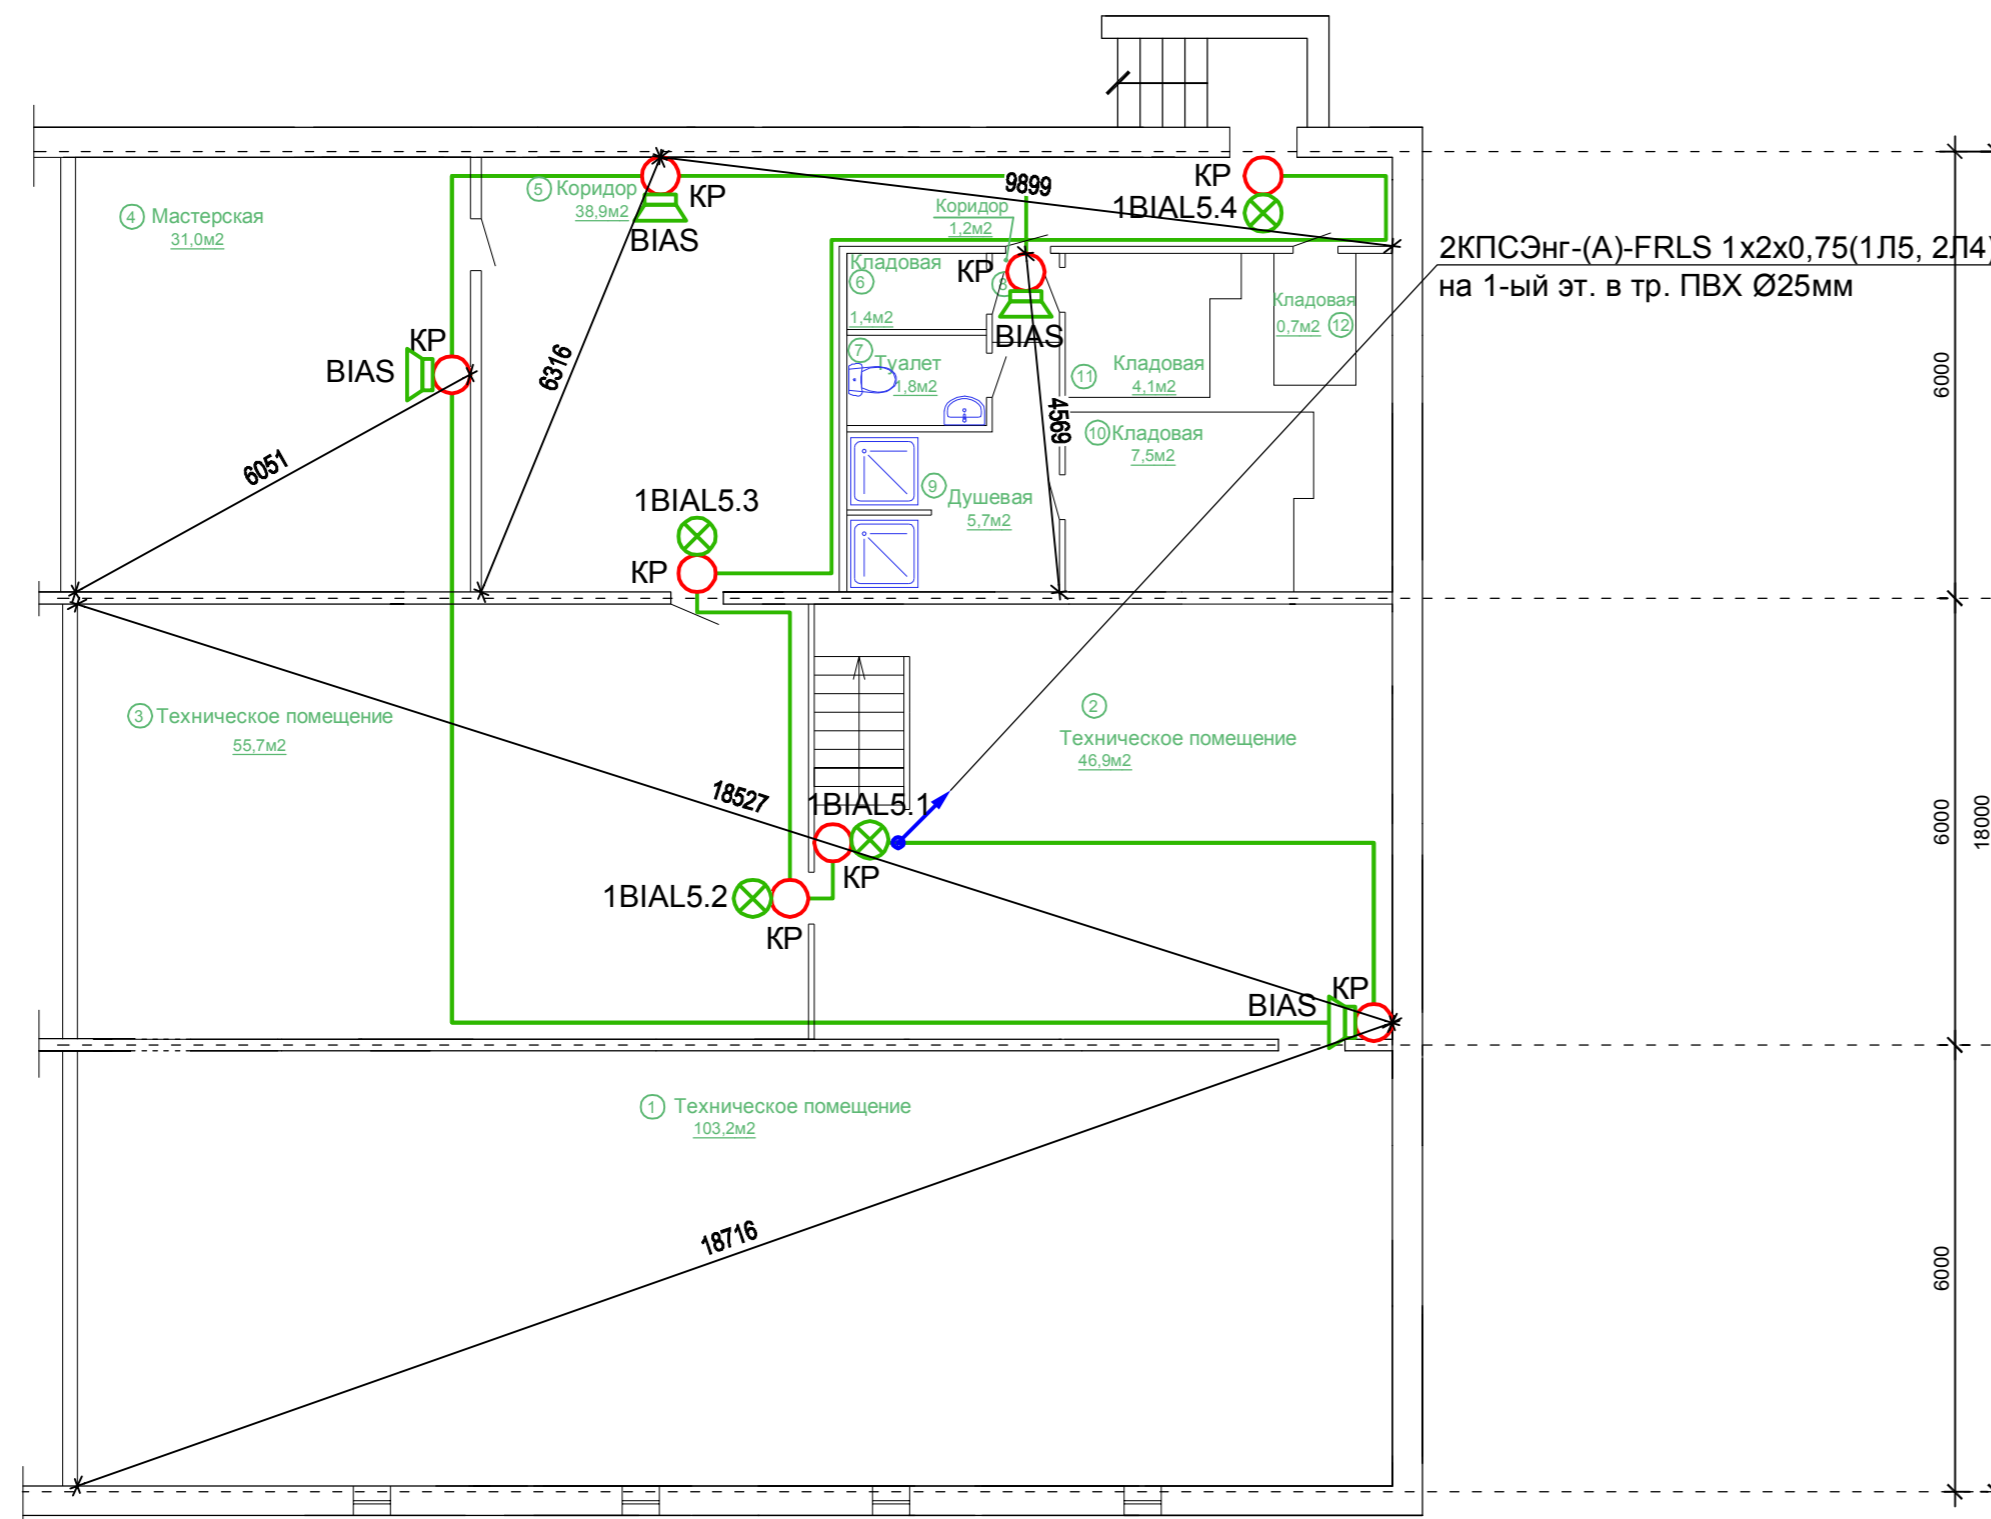 КР
9899
КР
5 Коридор
38,9м2
КР
BIAS
1BIAL5.4
4 Мастерская
31,0м2
Коридор
1,2м2
2КПСЭнг-(А)-FRLS 1x2x0,75(1Л5, 2Л4)
на 1-ый эт. в тр. ПВХ Ø25мм
Кладовая
6
1,4м2
КР
8
BIAS
Кладовая
0,7м2 12
КР
BIAS
6316
7
Туалет
1,8м2
11
Кладовая
4,1м2
6000
4569
10 Кладовая
7,5м2
6051
1BIAL5.3
КР
9
Душевая
5,7м2
3 Техническое помещение
55,7м2
2
Техническое помещение
46,9м2
18527
1BIAL5.1
КР
6000
18000
1BIAL5.2
КР
КР
BIAS
1 Техническое помещение
103,2м2
18716
6000